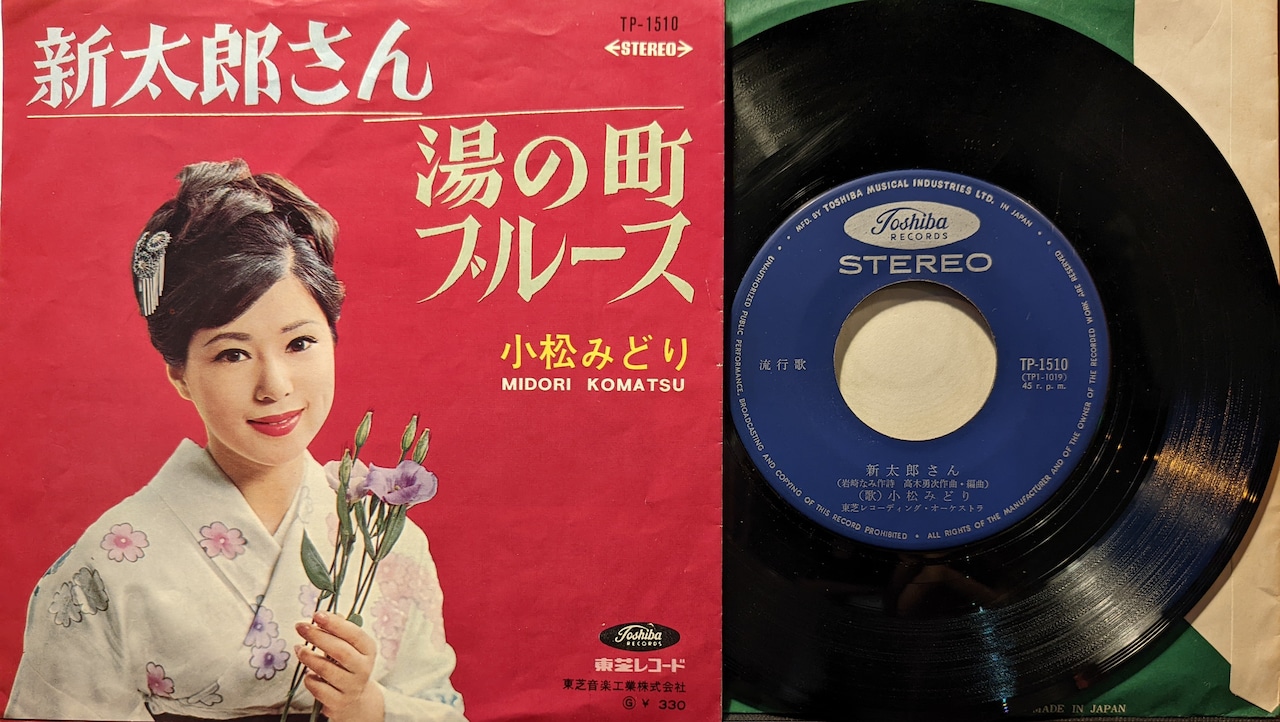 TP-1510
STEREO
新太郎さん
湯の町
ブルース
小松みどり
MIDORI KOMATSU
Toshiba
RECORDS
東芝レコード
東芝音楽工業株式会社
Ⓖ ¥ 330
MFD. BY TOSHIBA MUSICAL INDUSTRIES LTD. IN JAPAN
Toshiba
RECORDS
STEREO
流行歌
TP-1510
(TP1-1019)
45 r.p.m.
新太郎さん
(岩崎なみ作詩 高木勇次作曲・編曲)
(歌)小松みどり
東芝レコーディング・オーケストラ
UNAUTHORIZED PUBLIC PERFORMANCE, BROADCASTING AND COPYING OF THIS RECORD PROHIBITED • ALL RIGHTS OF THE MANUFACTURER AND OF THE OWNER OF THE RECORDED WORK ARE RESERVED
MADE IN JAPAN